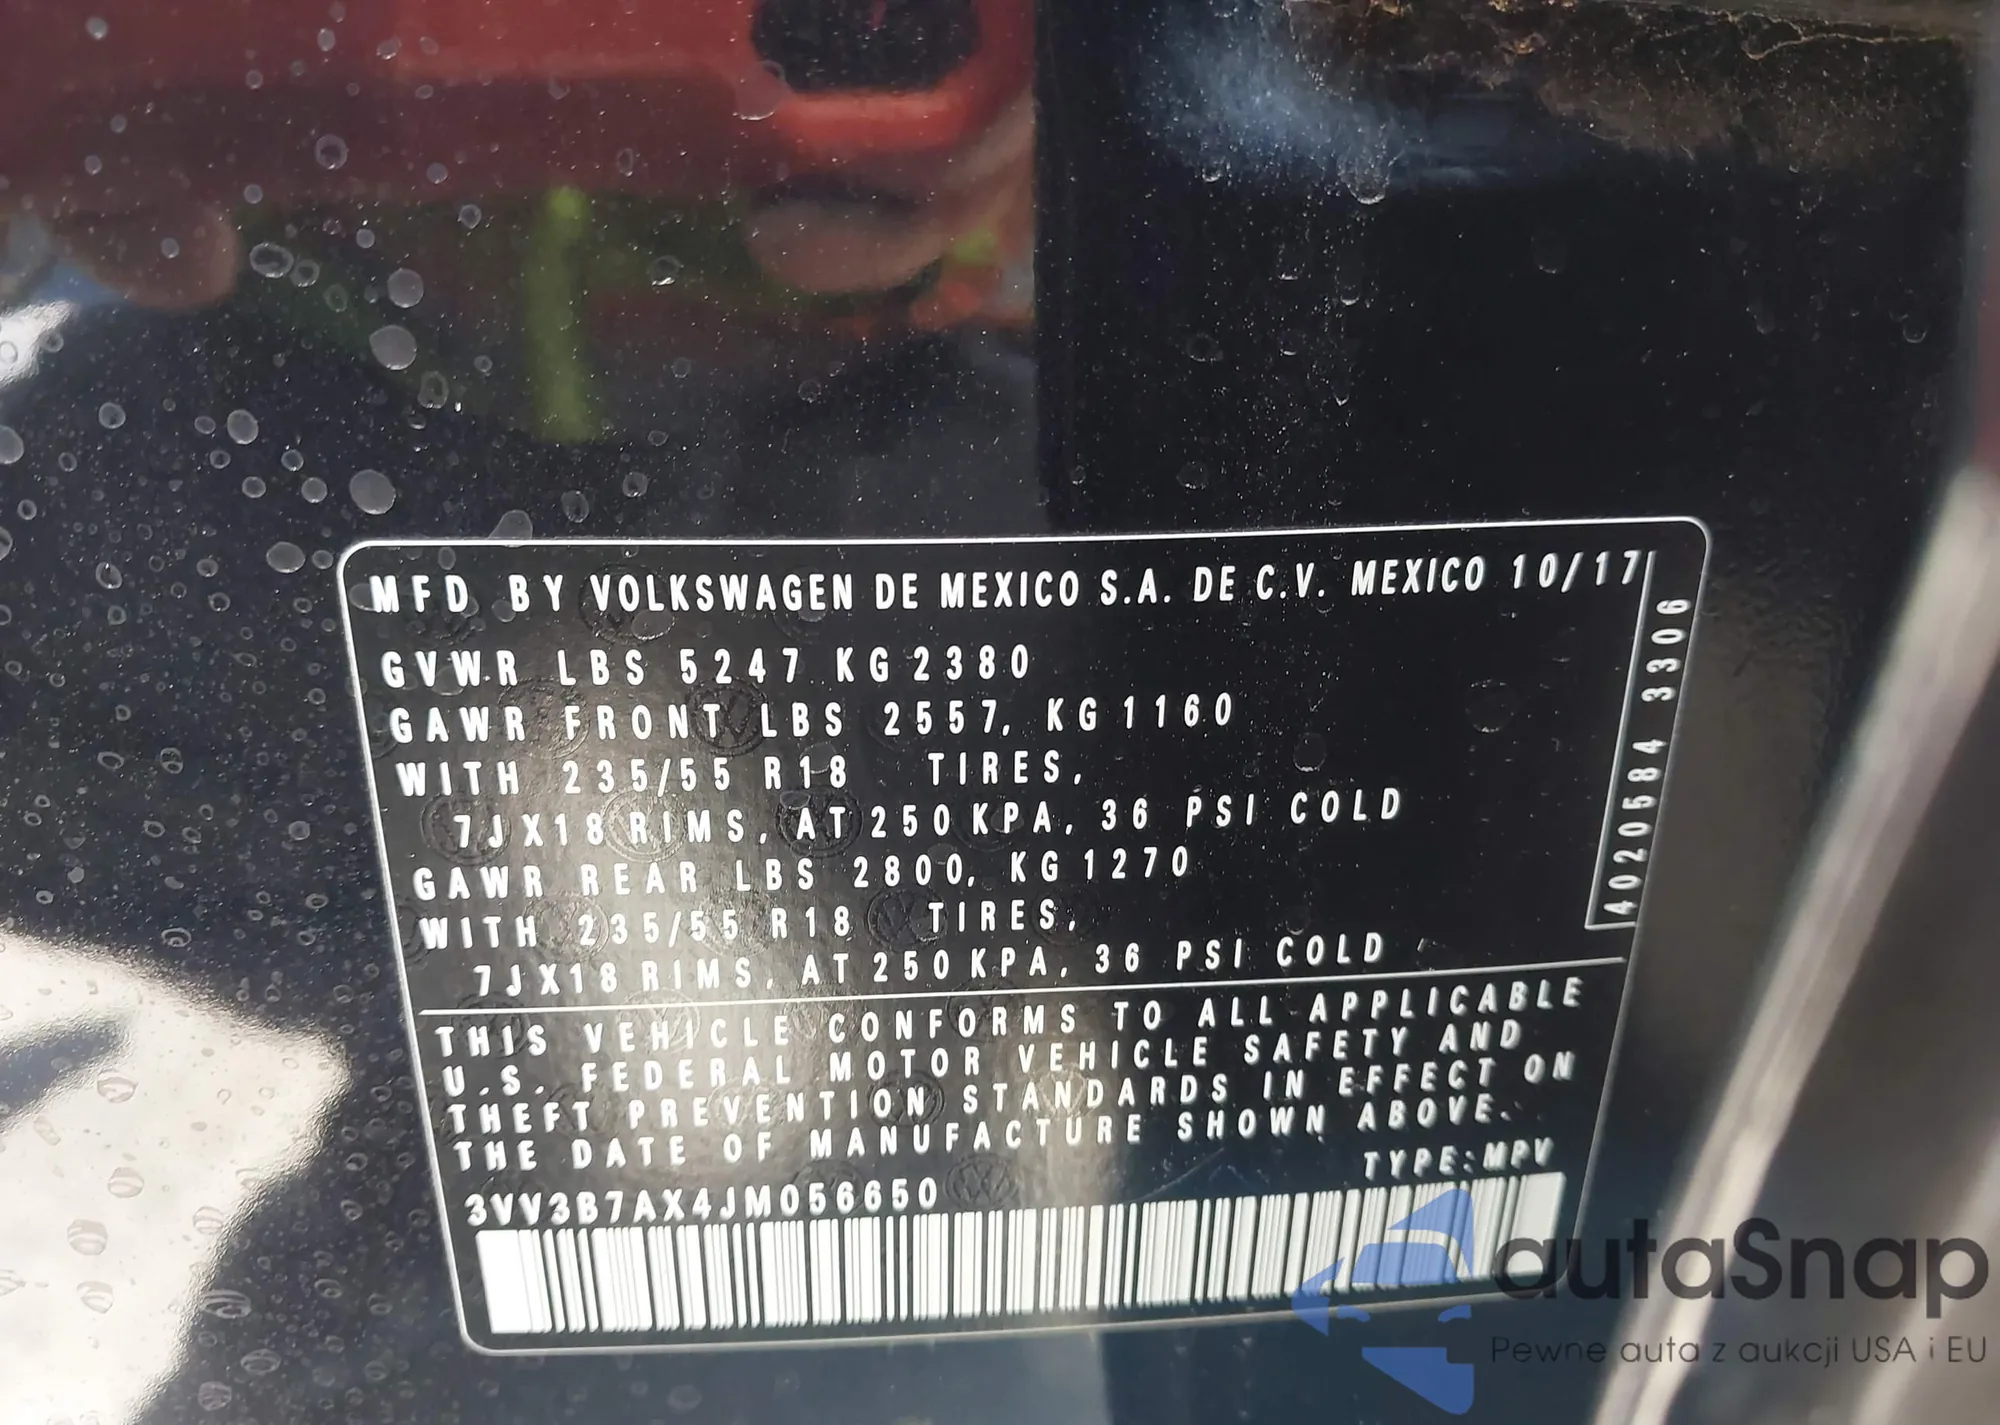 MFD BY VOLKSWAGEN DE MEXICO S.A. DE C.V. MEXICO 10/17
GVWR LBS 5247 KG 2380
GAWR FRONT LBS 2557, KG 1160
WITH 235/55 R18 TIRES,
7JX18 RIMS, AT 250 KPA, 36 PSI COLD
GAWR REAR LBS 2800, KG 1270
WITH 235/55 R18 TIRES,
7JX18 RIMS, AT 250 KPA, 36 PSI COLD
4020584 3306
THIS VEHICLE CONFORMS TO ALL APPLICABLE
U.S. FEDERAL MOTOR VEHICLE SAFETY AND
THEFT PREVENTION STANDARDS IN EFFECT ON
THE DATE OF MANUFACTURE SHOWN ABOVE.
TYPE: MPV
3VV3B7AX4JM056650
autaSnap
Pewne auta z aukcji USA i EU